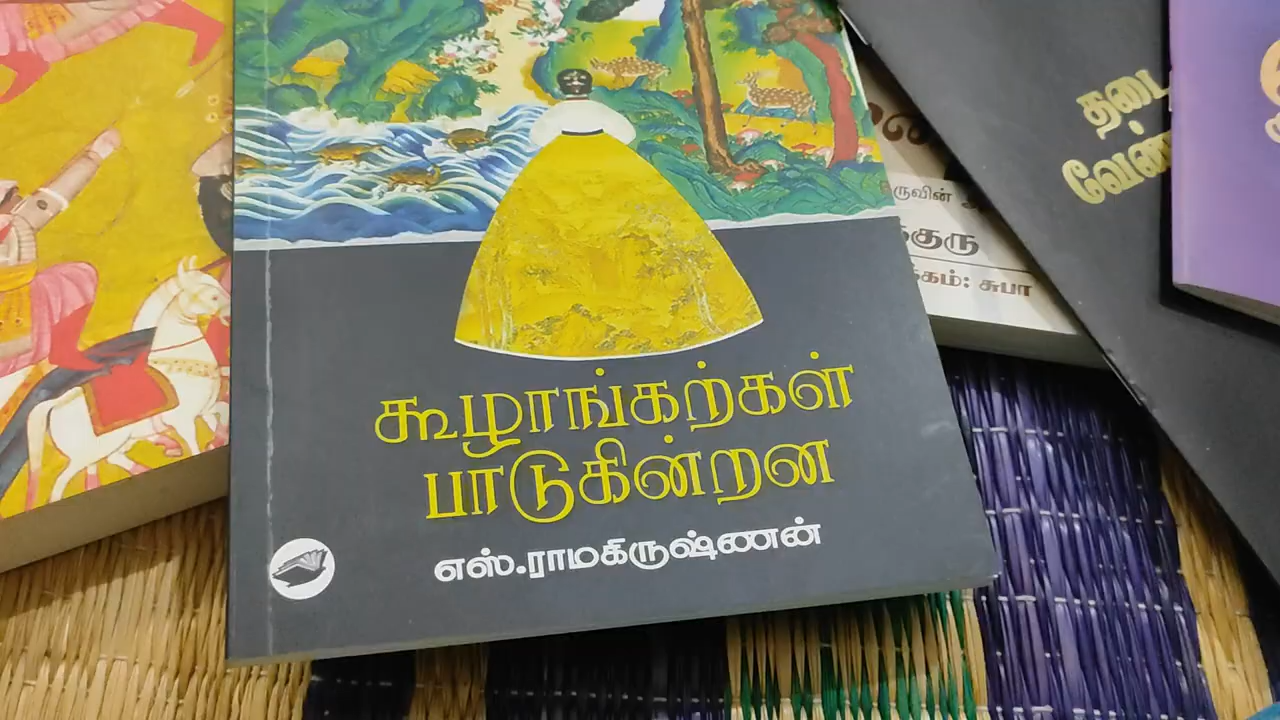 கூழாங்கற்கள்
பாடுகின்றன
எஸ்.ராமகிருஷ்ணன்
தடை
சுபா